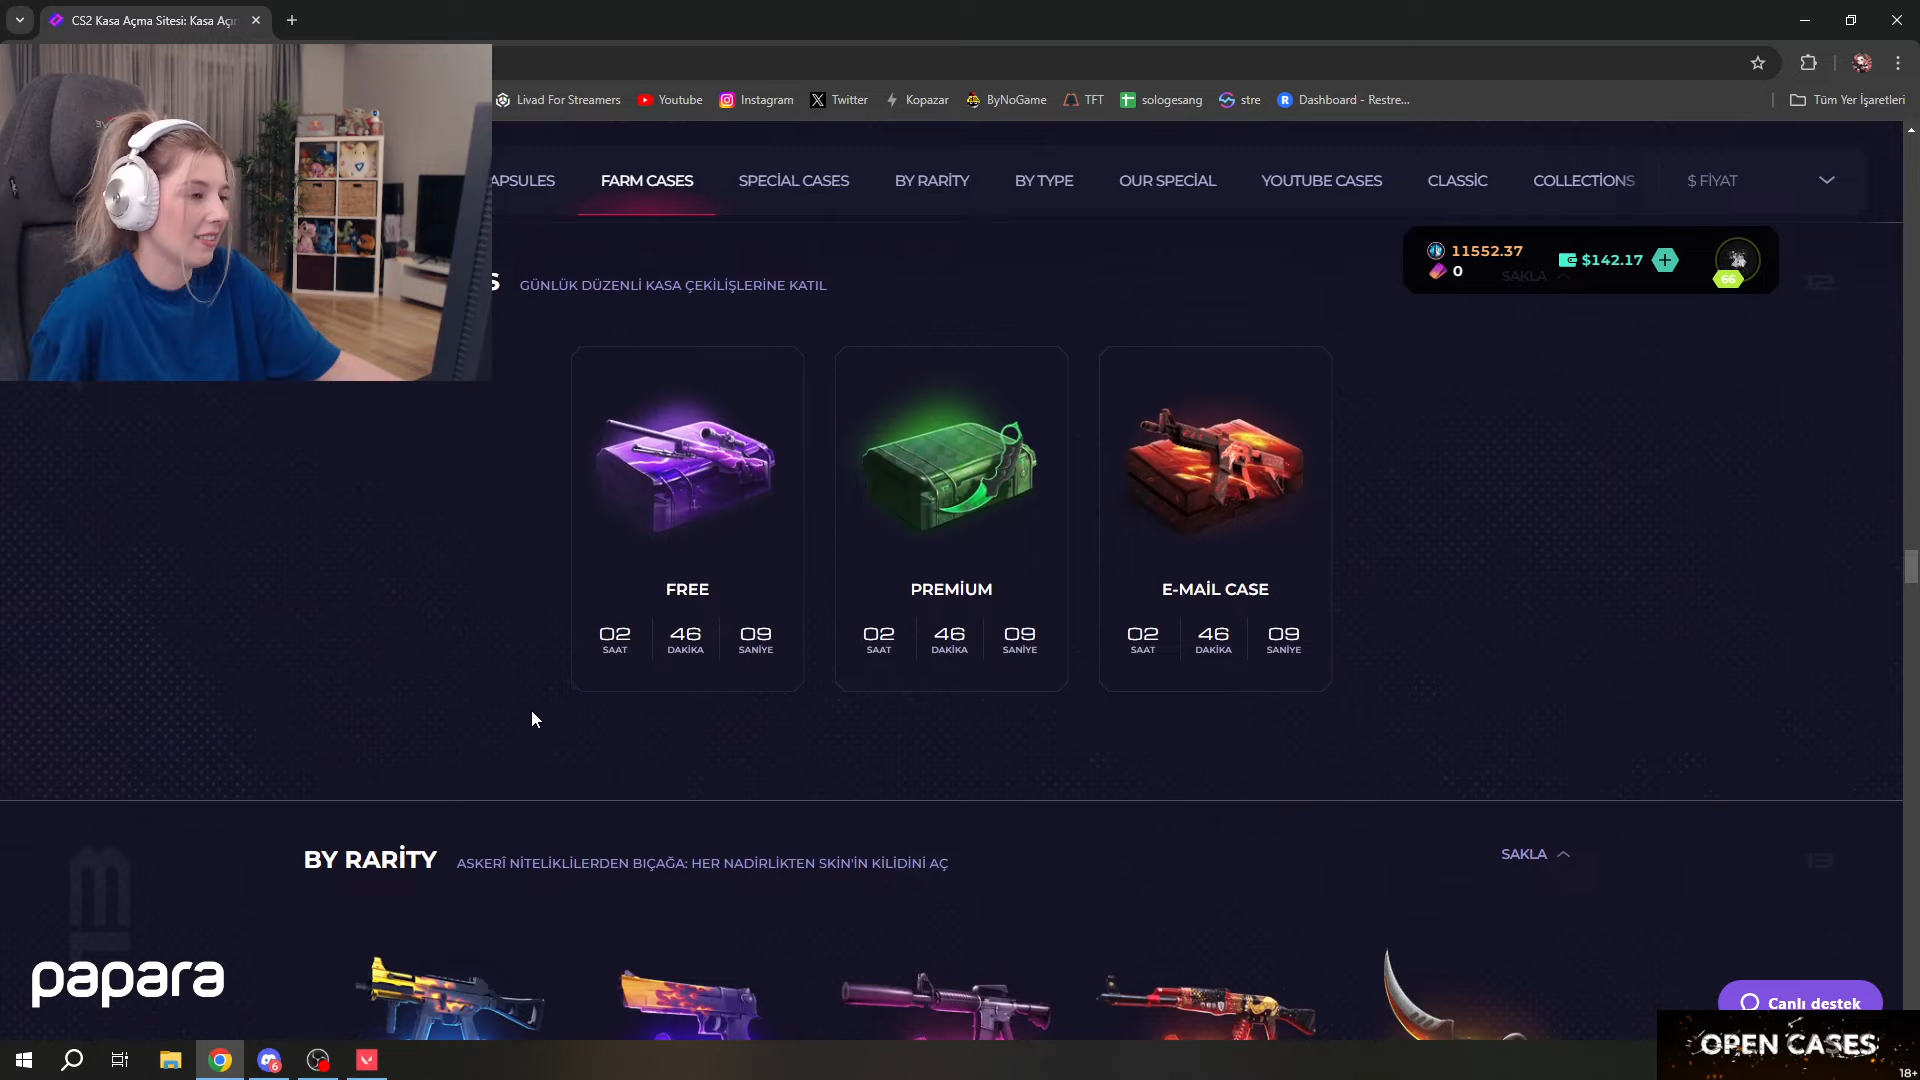 CS2 Kasa Açma Sitesi: Kasa Açın
Livad For Streamers
Youtube
Instagram
Twitter
Kopazar
ByNoGame
TFT
sologesang
stre
Dashboard - Restre...
Tüm Yer İşaretleri
APSULES
FARM CASES
SPECİAL CASES
BY RARİTY
BY TYPE
OUR SPECİAL
YOUTUBE CASES
CLASSİC
COLLECTİONS
$ FİYAT
11552.37
0
$142.17
66
S
GÜNLÜK DÜZENLİ KASA ÇEKİLİŞLERİNE KATIL
SAKLA
12
FREE
PREMİUM
E-MAİL CASE
02 46 09
SAAT DAKİKA SANİYE
02 46 09
SAAT DAKİKA SANİYE
02 46 09
SAAT DAKİKA SANİYE
BY RARİTY
ASKERÎ NİTELİKLİLERDEN BIÇAĞA: HER NADİRLİKTEN SKİN'İN KİLİDİNİ AÇ
SAKLA
13
papara
Canlı destek
OPEN CASES
18+
6